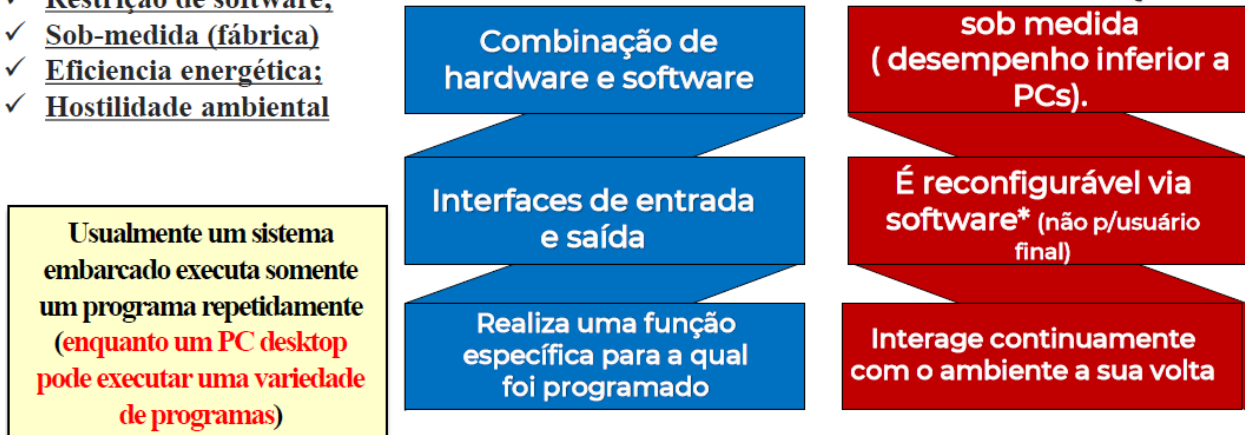 ✓ Restrição de software;
✓ Sob-medida (fábrica)
✓ Eficiencia energética;
✓ Hostilidade ambiental
Usualmente um sistema
embarcado executa somente
um programa repetidamente
(enquanto um PC desktop
pode executar uma variedade
de programas)
Combinação de
hardware e software
Interfaces de entrada
e saída
Realiza uma função
específica para a qual
foi programado
sob medida
( desempenho inferior a
PCs).
É reconfigurável via
software* (não p/usuário
final)
Interage continuamente
com o ambiente a sua volta